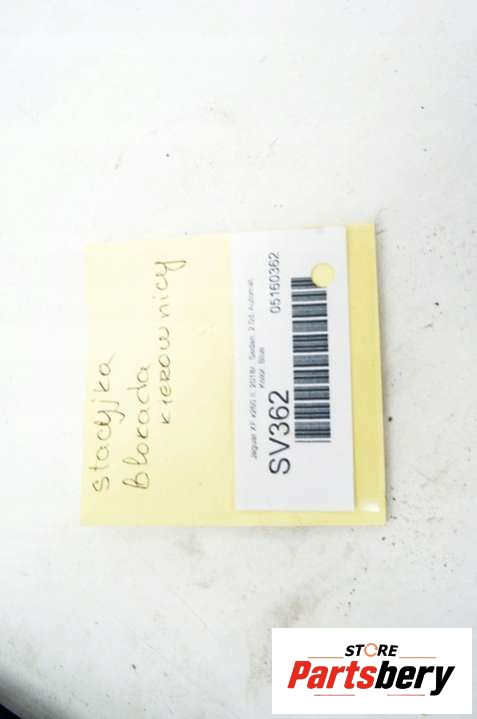 stacyjka
blokada
KIEROWNICY
Jaguar XF x260 II, 2018r., Sedan, 2.0d, Automat,
Kolor: Blue
SV362
05160362
STORE
Partsbery